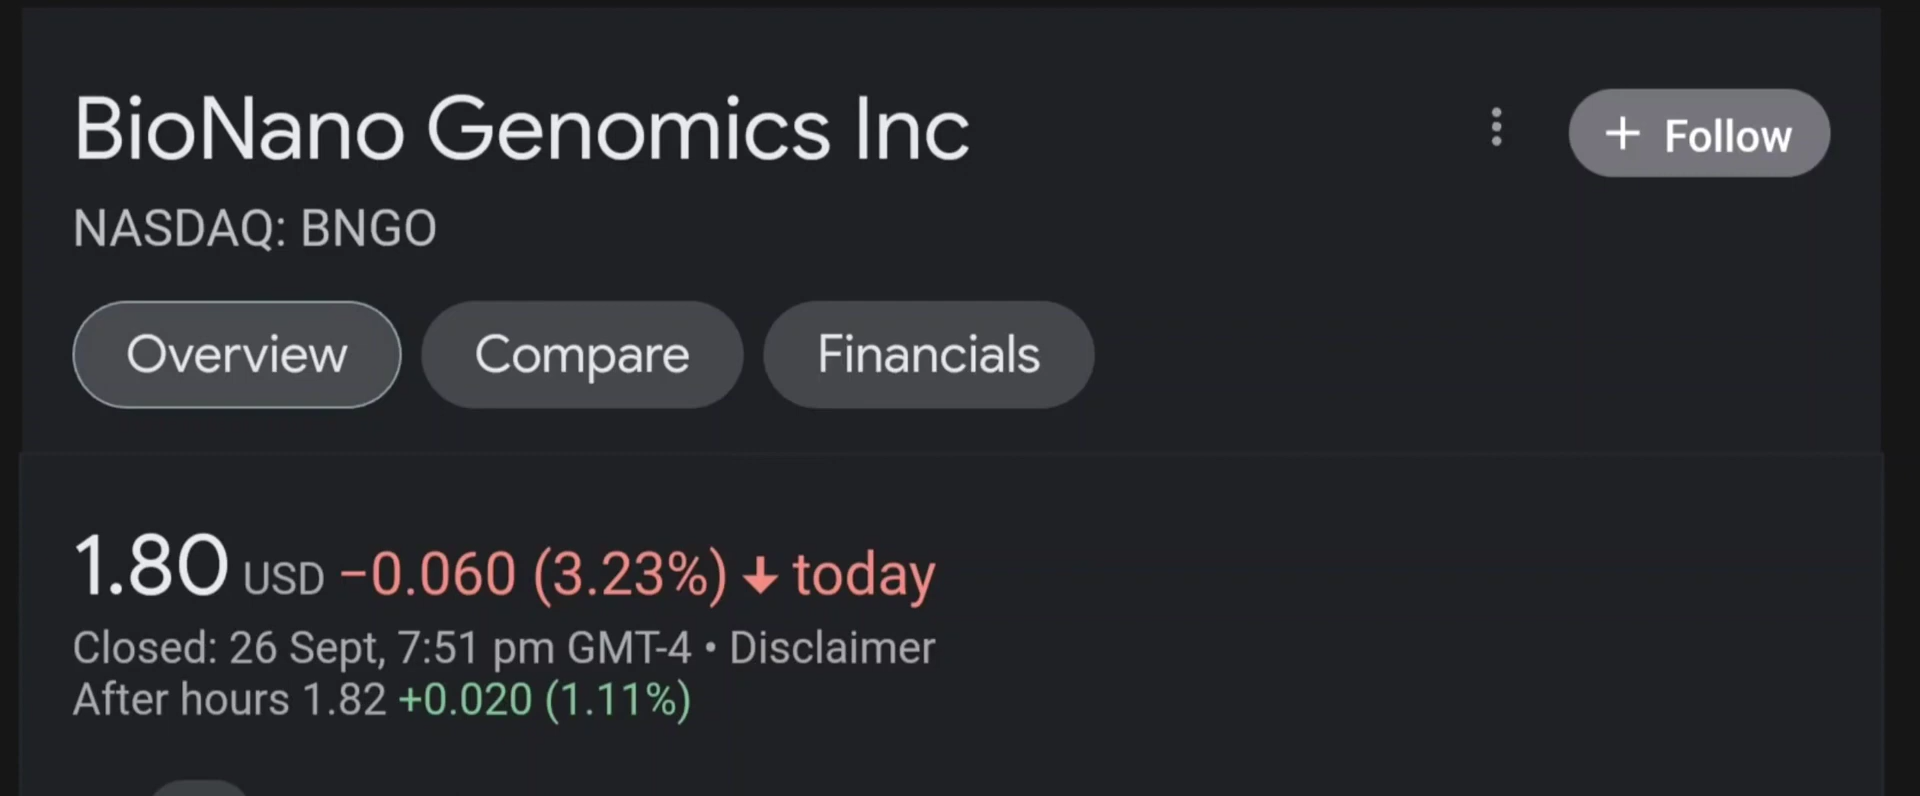 BioNano Genomics Inc
+ Follow
NASDAQ: BNGO
Overview Compare Financials
1.80 USD −0.060 (3.23%) ↓ today
Closed: 26 Sept, 7:51 pm GMT-4 • Disclaimer
After hours 1.82 +0.020 (1.11%)